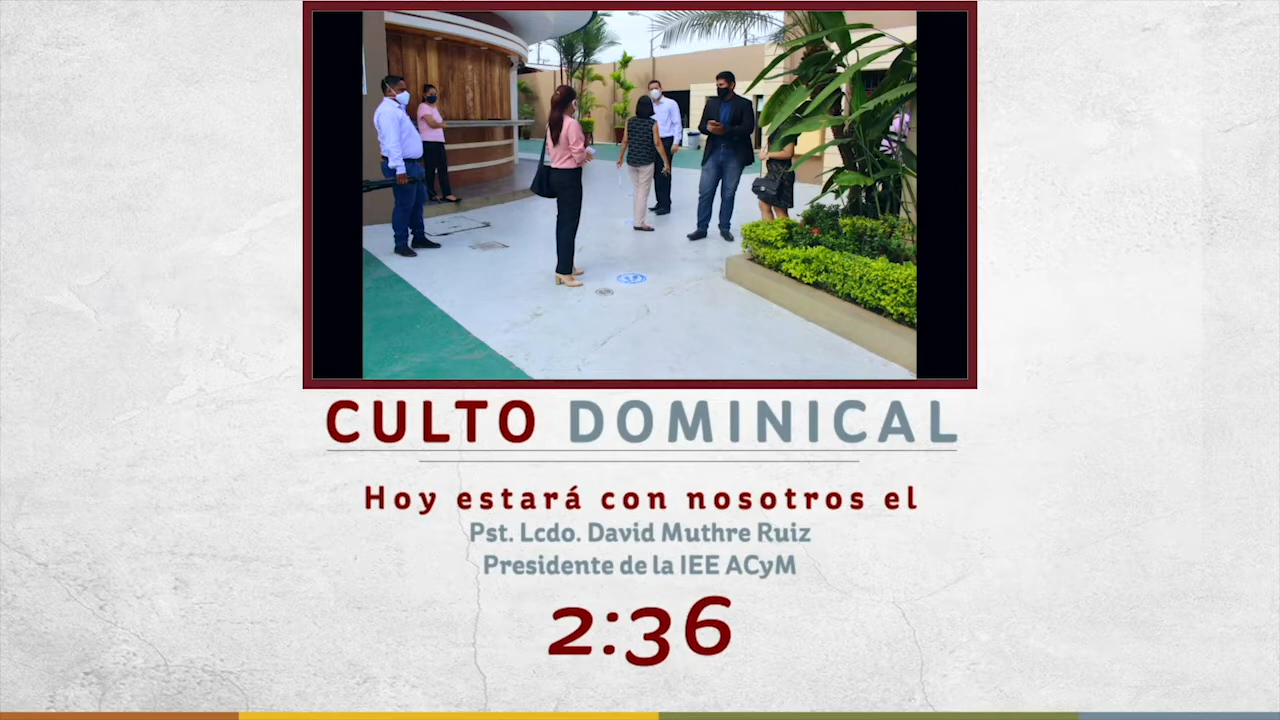 CULTO DOMINICAL
Hoy estará con nosotros el
Pst. Lcdo. David Muthre Ruiz
Presidente de la IEE ACyM
2:36